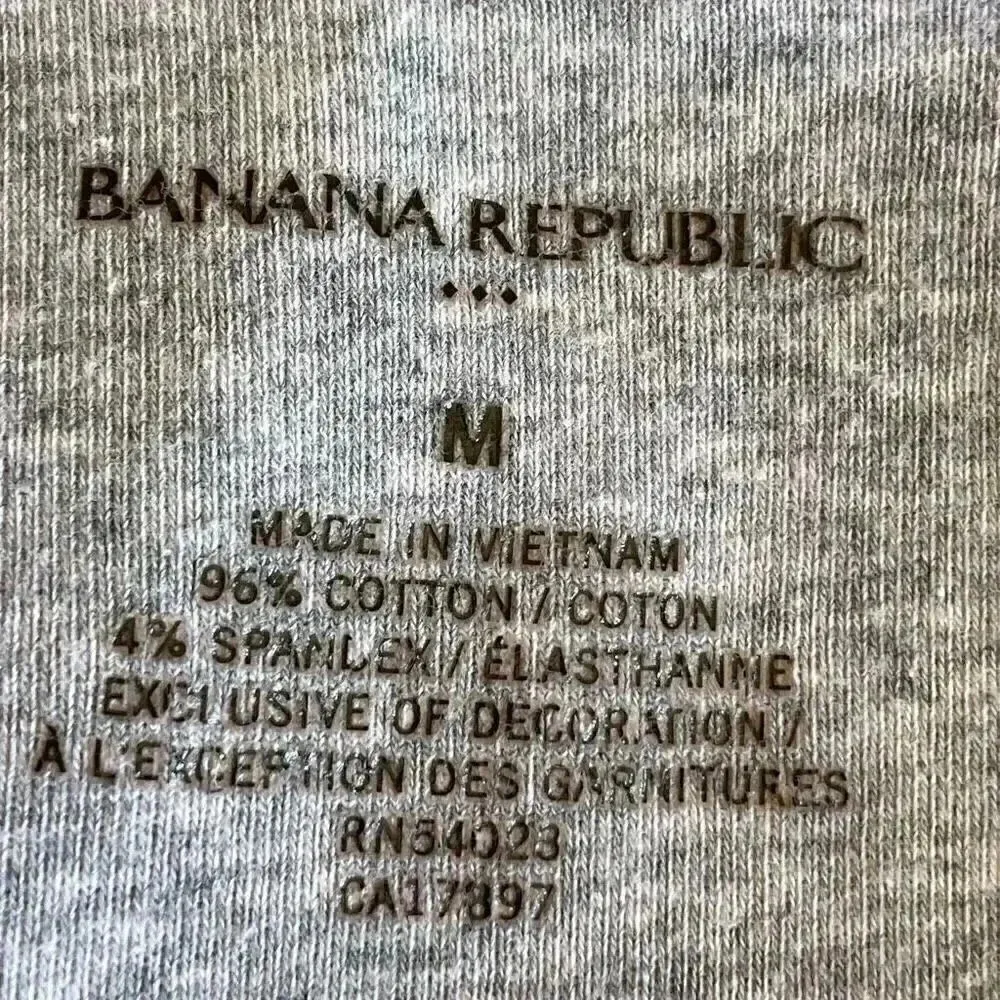 BANANA REPUBLIC
M
MADE IN VIETNAM
96% COTTON / COTON
4% SPANDEX / ÉLASTHANNE
EXCLUSIVE OF DECORATION /
À L'EXCEPTION DES GARNITURES
RN54023
CA17897